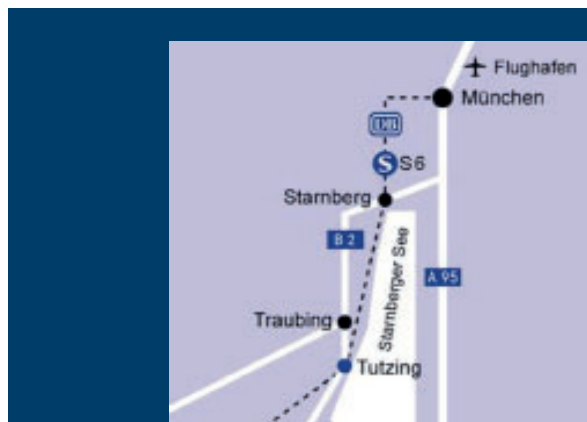 Flughafen
München
DB
S S6
Starnberg
B 2
Starnberger See
A 95
Traubing
Tutzing